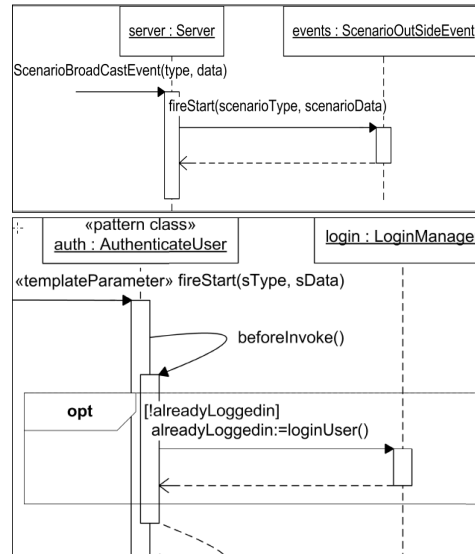 server : Server
events : ScenarioOutSideEvent
ScenarioBroadCastEvent(type, data)
fireStart(scenarioType, scenarioData)
«pattern class»
auth : AuthenticateUser
login : LoginManage
«templateParameter» fireStart(sType, sData)
beforeInvoke()
opt
[!alreadyLoggedin]
alreadyLoggedin:=loginUser()